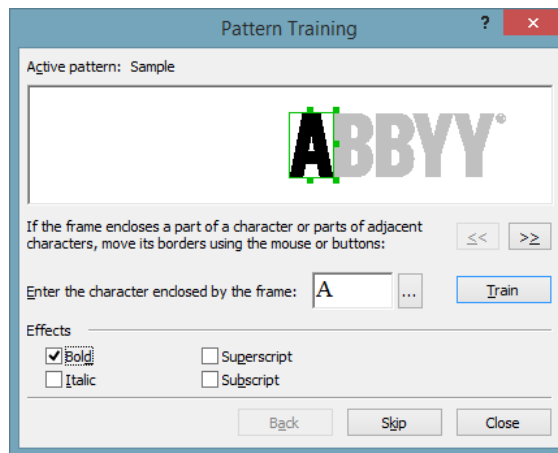 Pattern Training
? ×
Active pattern: Sample
ABBYY®
If the frame encloses a part of a character or parts of adjacent
characters, move its borders using the mouse or buttons:
<< >>
Enter the character enclosed by the frame: A ... Train
Effects
Bold Superscript
Italic Subscript
Back Skip Close